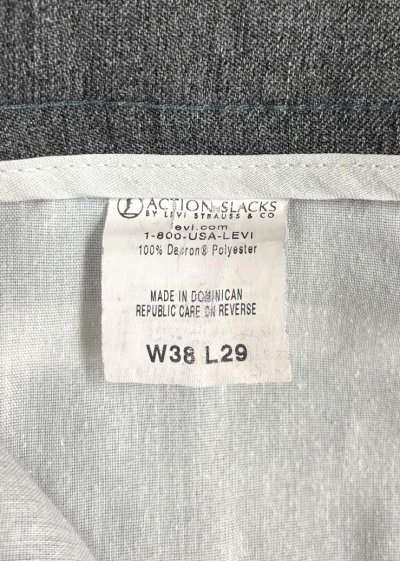 ACTION SLACKS
BY LEVI STRAUSS & CO.
levi.com
1-800-USA-LEVI
100% Dacron® Polyester
MADE IN DOMINICAN
REPUBLIC CARE ON REVERSE
W38 L29